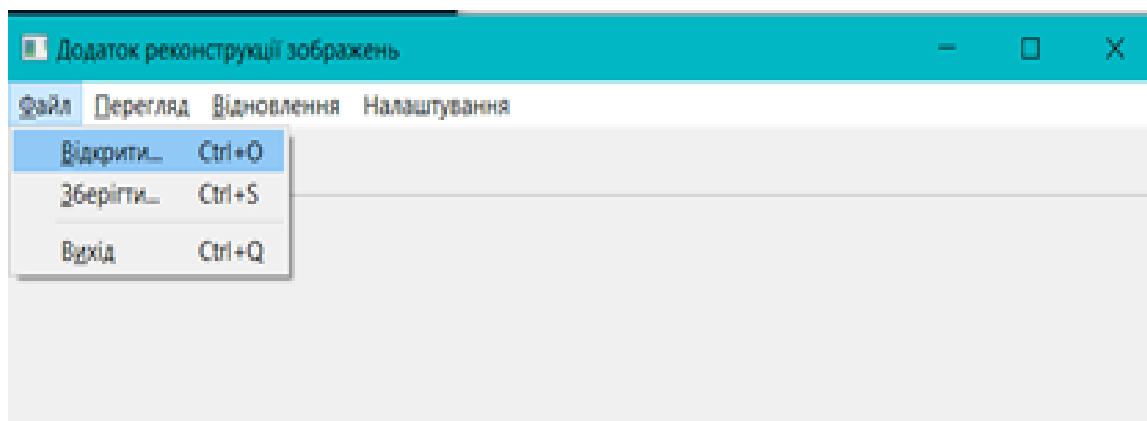 Додаток реконструкції зображень
Файл Перегляд Відновлення Налаштування
Відкрити... Ctrl+O
Зберігти... Ctrl+S
Вихід Ctrl+Q